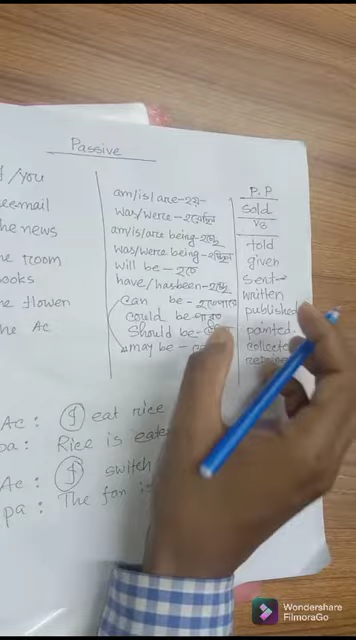 Passive
I/you
email
he news
he room
ooks
he flower
he Ac
am/is/are-হয়
was/were-হয়েছিল
am/is/are being-হচ্ছে
was/were being-হচ্ছিল
will be-হবে
have/has been-হয়েছে
can be-হতে পারে
could be-
should be-
may be-
P.P
sold
V3
told
given
sent
written
published
painted
collecte
Ac: I eat rice
pa: Rice is eate
Ac: I switch
pa: The fan is
Wondershare
FilmoraGo